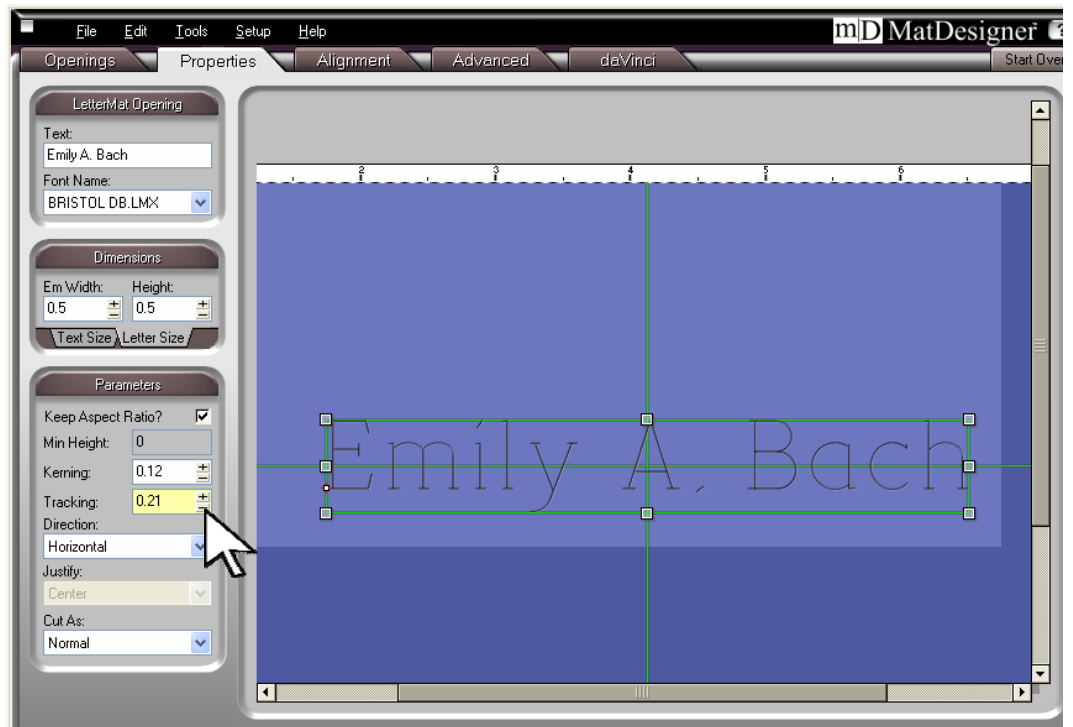 File Edit Tools Setup Help
mD MatDesigner ?
Openings Properties Alignment Advanced daVinci Start Over
LetterMat Opening
Text:
Emily A. Bach
Font Name:
BRISTOL DB.LMX
Dimensions
Em Width: Height:
0.5 0.5
Text Size Letter Size
Parameters
Keep Aspect Ratio?
Min Height: 0
Kerning: 0.12
Tracking: 0.21
Direction:
Horizontal
Justify:
Center
Cut As:
Normal
2 3 4 5 6
Emily A. Bach